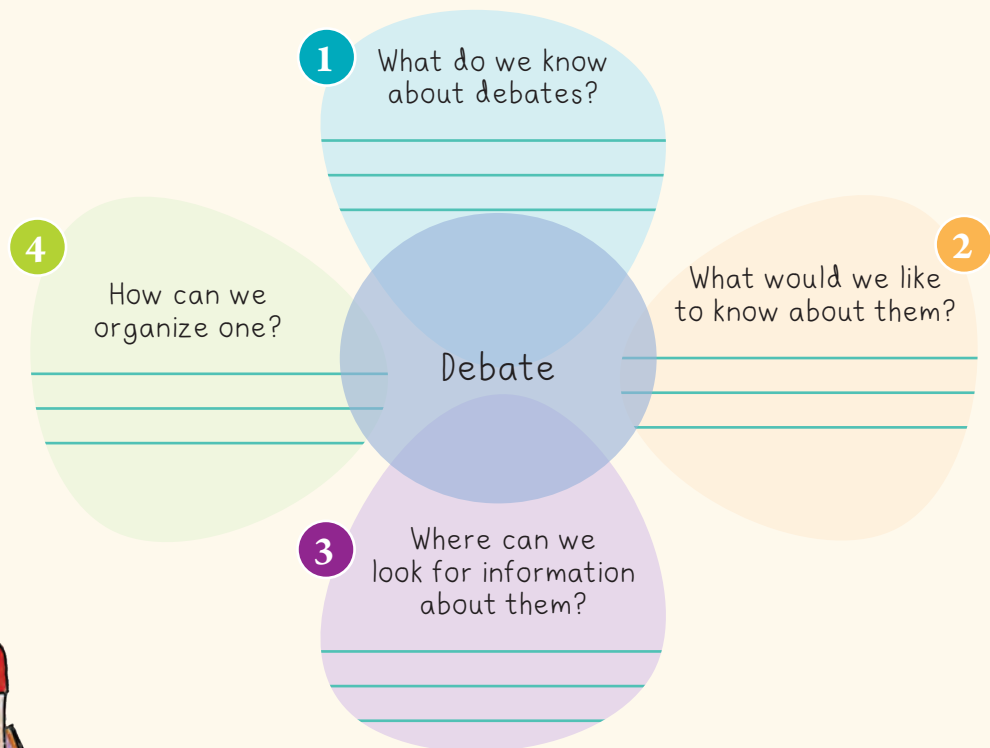 1
What do we know
about debates?
2
What would we like
to know about them?
3
Where can we
look for information
about them?
4
How can we
organize one?
Debate